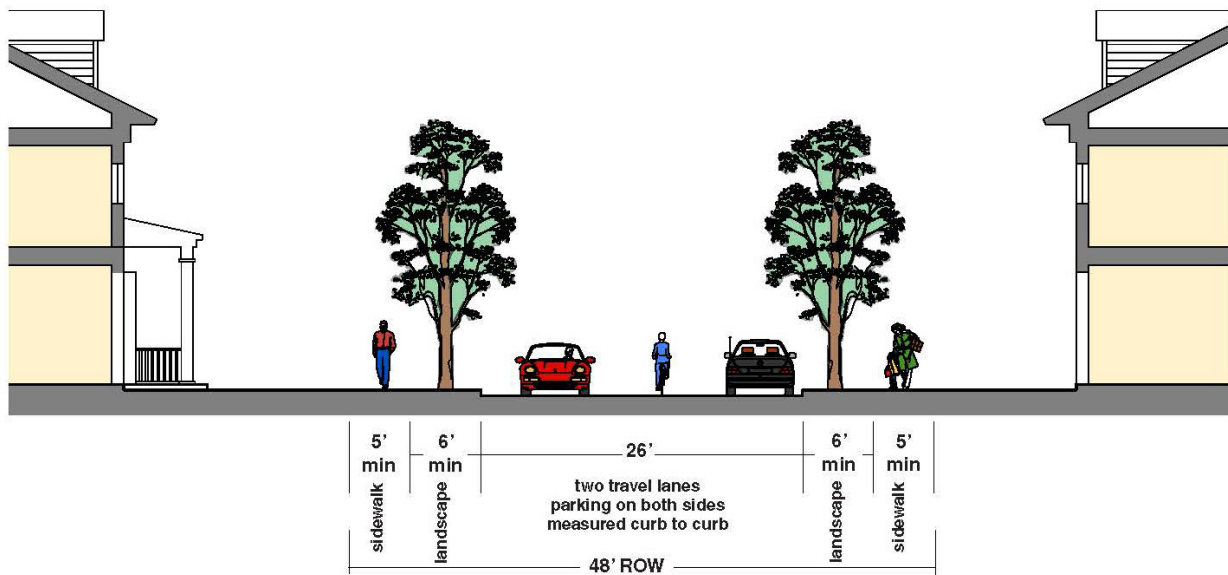 5’ min sidewalk
6’ min landscape
26’
two travel lanes
parking on both sides
measured curb to curb
6’ min landscape
5’ min sidewalk
48’ ROW